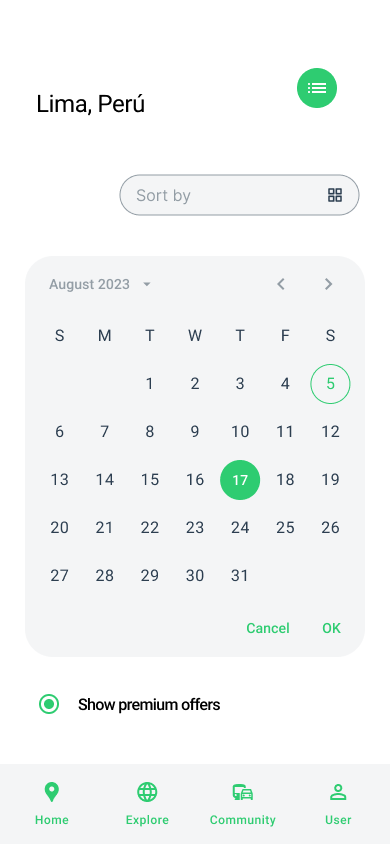 Lima, Perú
Sort by
August 2023
S M T W T F S
1 2 3 4 5
6 7 8 9 10 11 12
13 14 15 16 17 18 19
20 21 22 23 24 25 26
27 28 29 30 31
Cancel OK
Show premium offers
Home Explore Community User